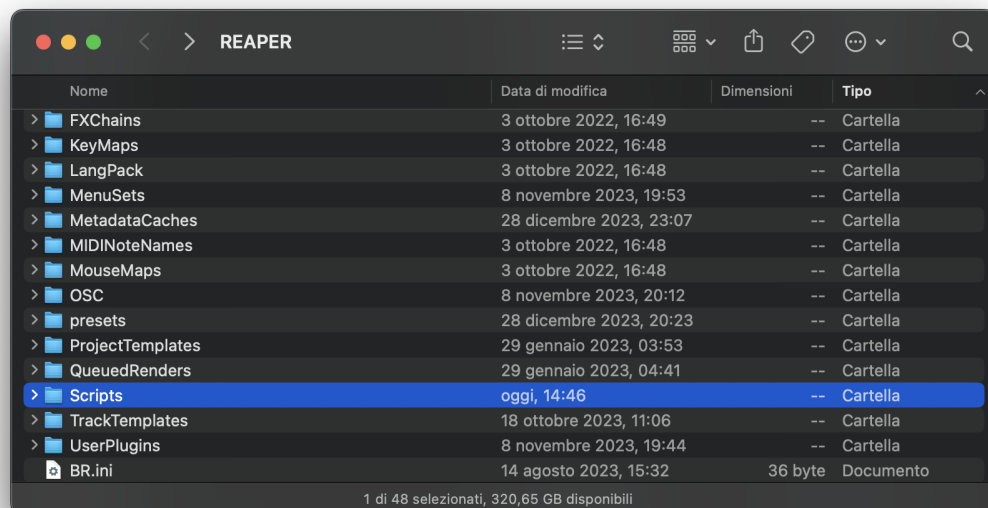 REAPER
Nome Data di modifica Dimensioni Tipo
FXChains 3 ottobre 2022, 16:49 -- Cartella
KeyMaps 3 ottobre 2022, 16:48 -- Cartella
LangPack 3 ottobre 2022, 16:48 -- Cartella
MenuSets 8 novembre 2023, 19:53 -- Cartella
MetadataCaches 28 dicembre 2023, 23:07 -- Cartella
MIDINoteNames 3 ottobre 2022, 16:48 -- Cartella
MouseMaps 3 ottobre 2022, 16:48 -- Cartella
OSC 8 novembre 2023, 20:12 -- Cartella
presets 28 dicembre 2023, 20:23 -- Cartella
ProjectTemplates 29 gennaio 2023, 03:53 -- Cartella
QueuedRenders 29 gennaio 2023, 04:41 -- Cartella
Scripts oggi, 14:46 -- Cartella
TrackTemplates 18 ottobre 2023, 11:06 -- Cartella
UserPlugins 8 novembre 2023, 19:44 -- Cartella
BR.ini 14 agosto 2023, 15:32 36 byte Documento
1 di 48 selezionati, 320,65 GB disponibili